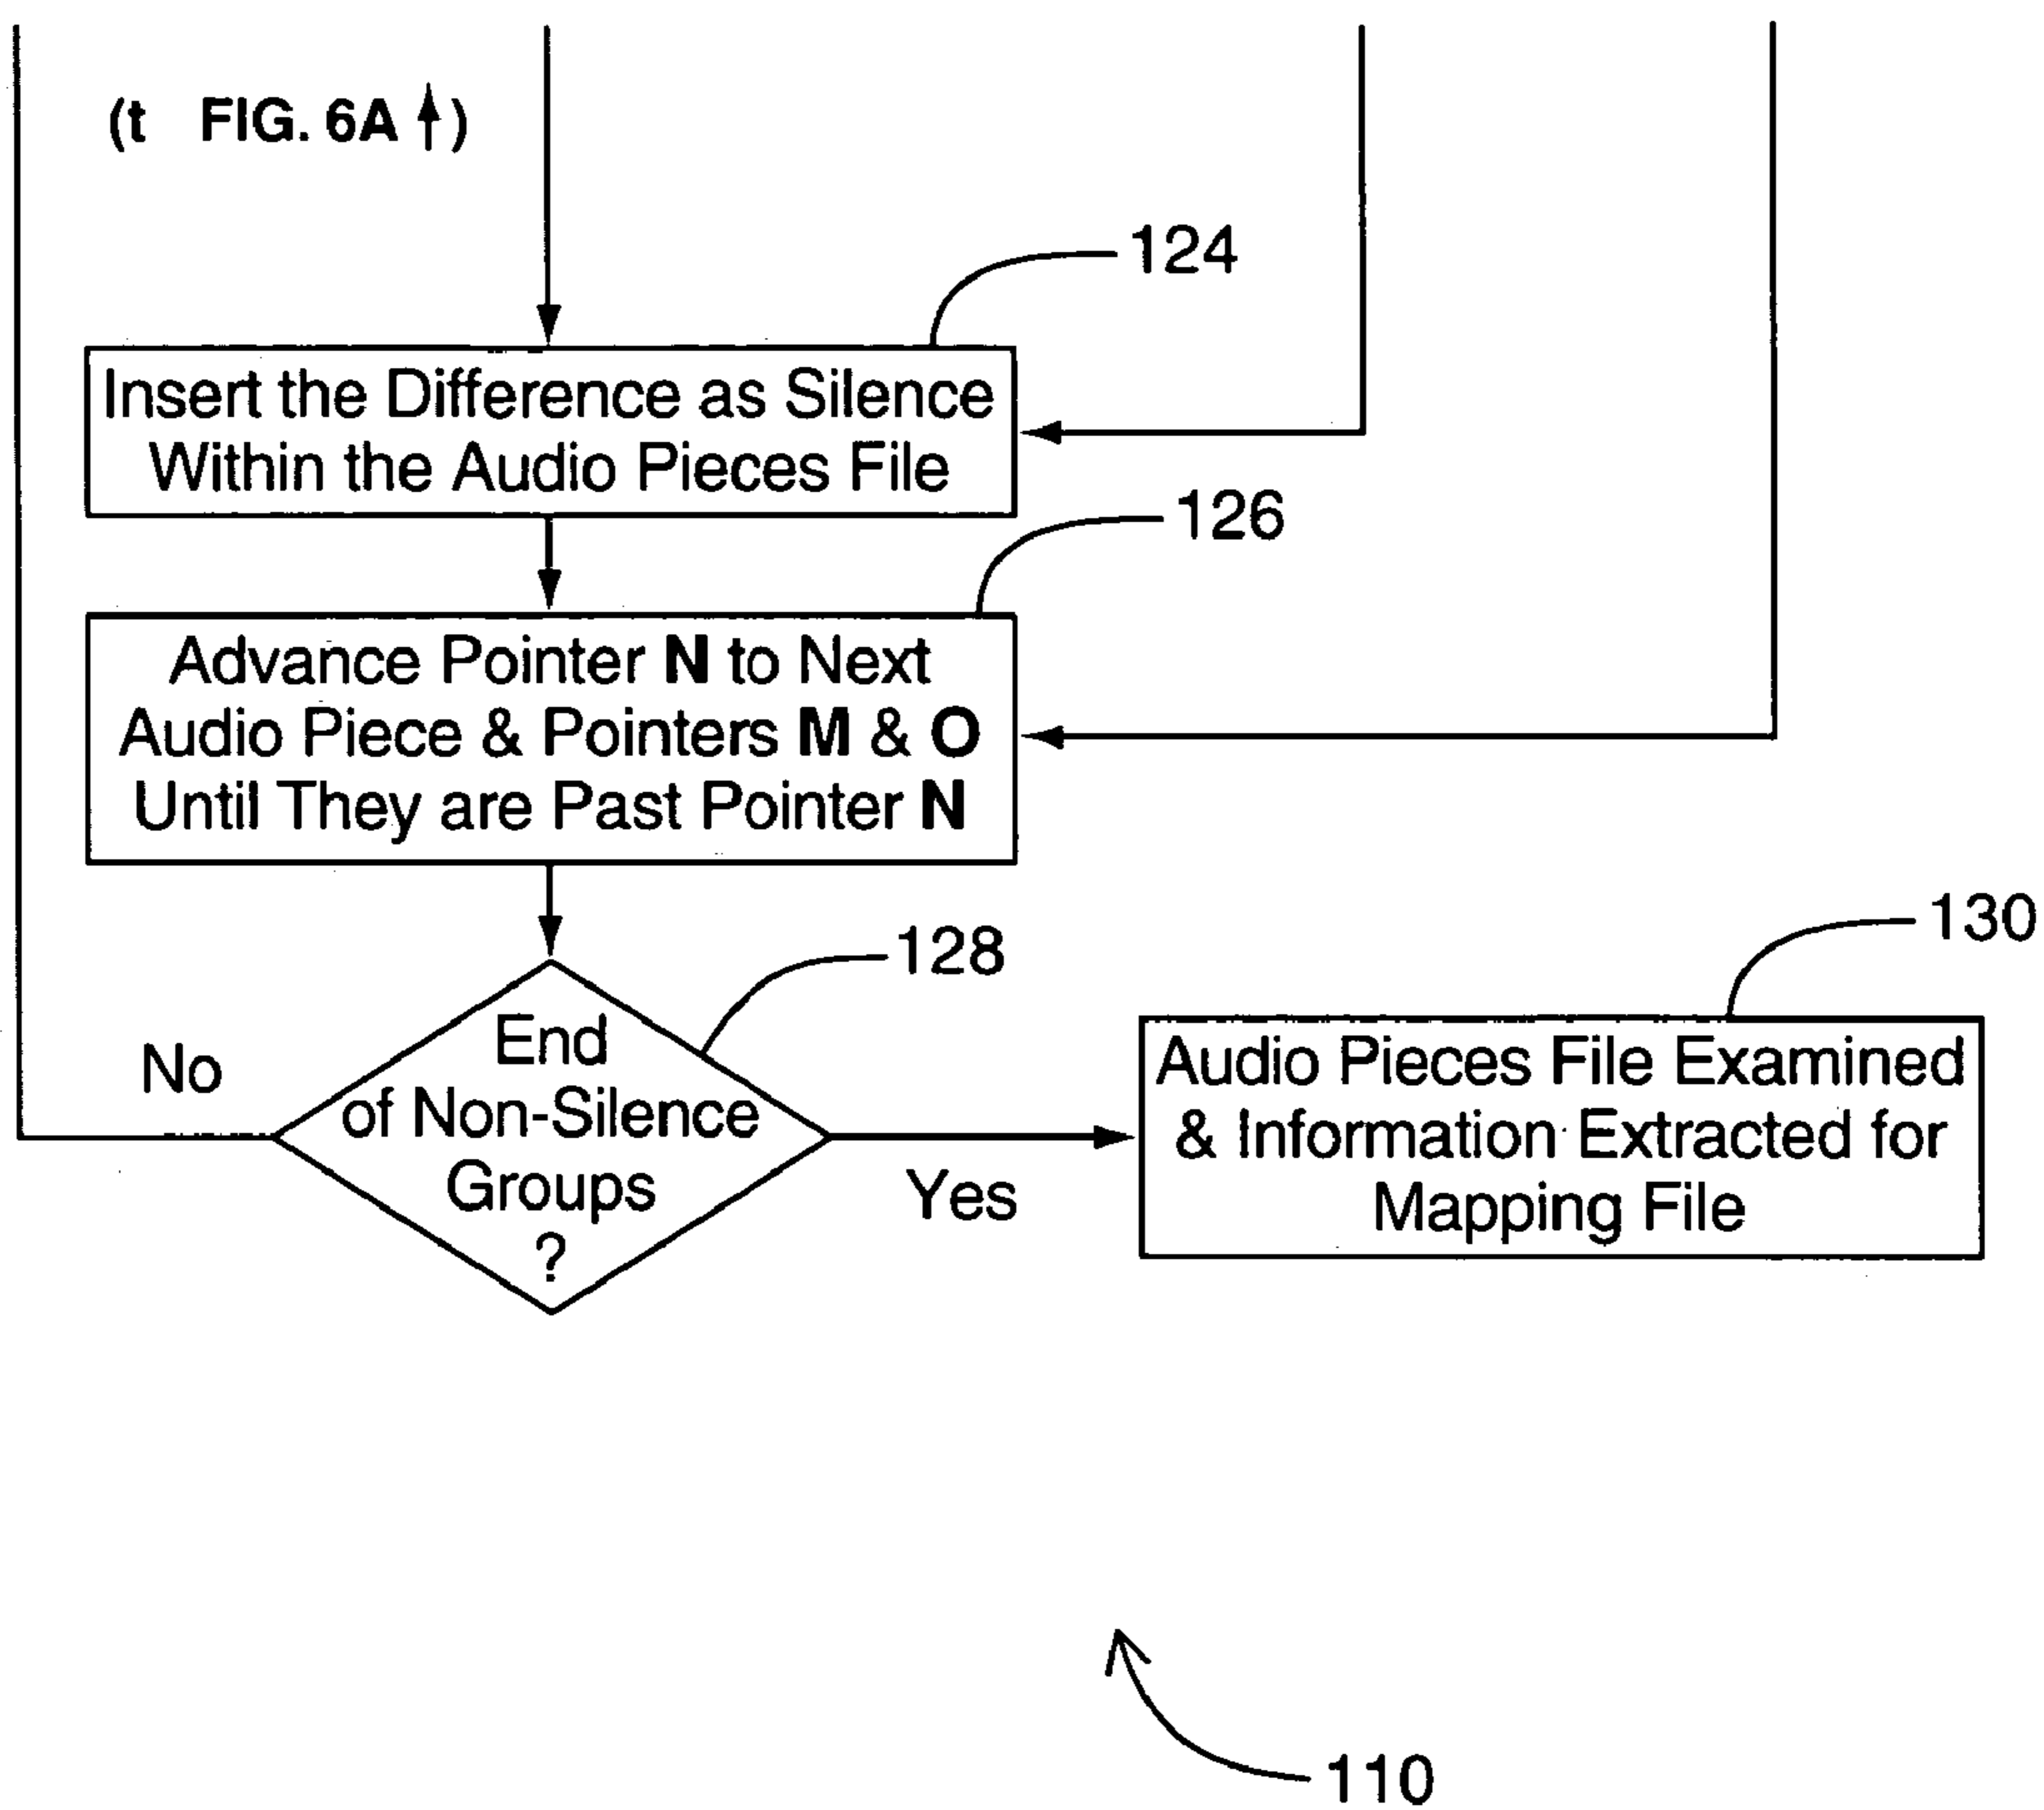 (t FIG. 6A ↑)
124
Insert the Difference as Silence
Within the Audio Pieces File
126
Advance Pointer N to Next
Audio Piece & Pointers M & O
Until They are Past Pointer N
128
130
End
of Non-Silence
Groups
?
No
Yes
Audio Pieces File Examined
& Information Extracted for
Mapping File
110